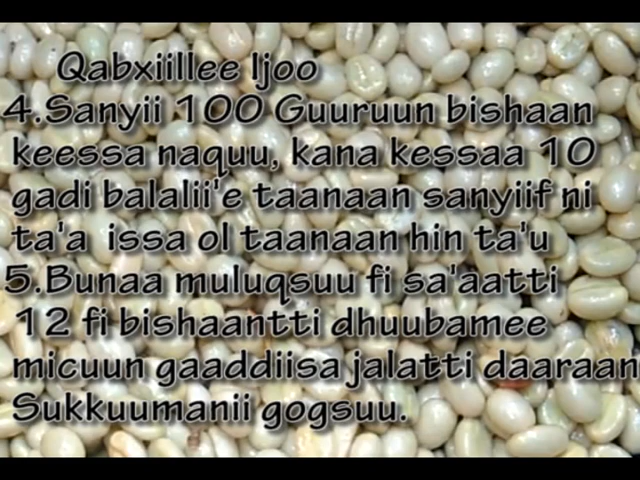 Qabxiillee Ijoo
4.Sanyii 100 Guuruun bishaan
keessa naquu, kana kessaa 10
gadi balalii'e taanaan sanyiif ni
ta'a issa ol taanaan hin ta'u
5.Bunaa muluqsuu fi sa'aatti
12 fi bishaantti dhuubamee
micuun gaaddiisa jalatti daaraan
Sukkuumanii gogsuu.